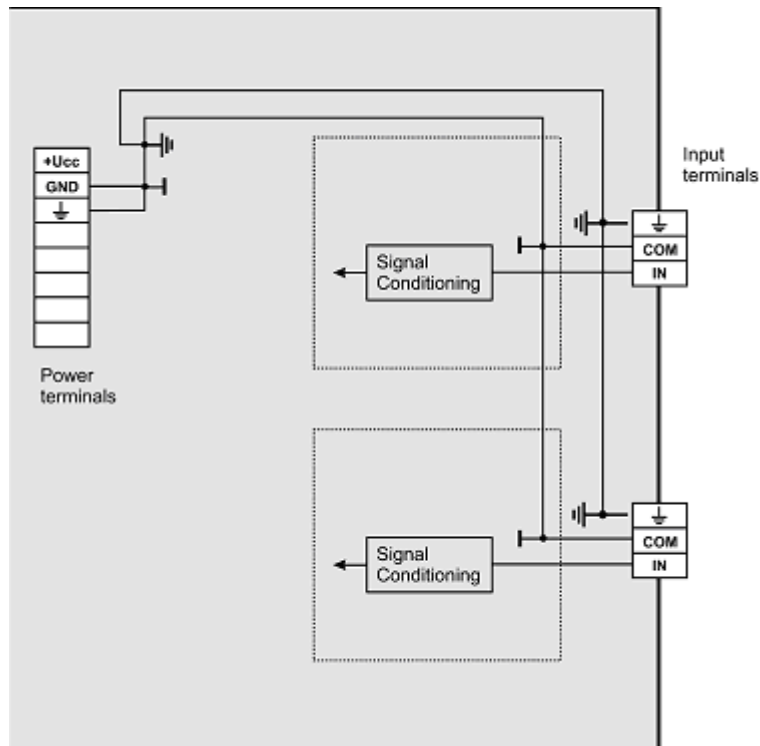 +Ucc
GND
Power
terminals
Signal
Conditioning
Signal
Conditioning
Input
terminals
COM
IN
COM
IN